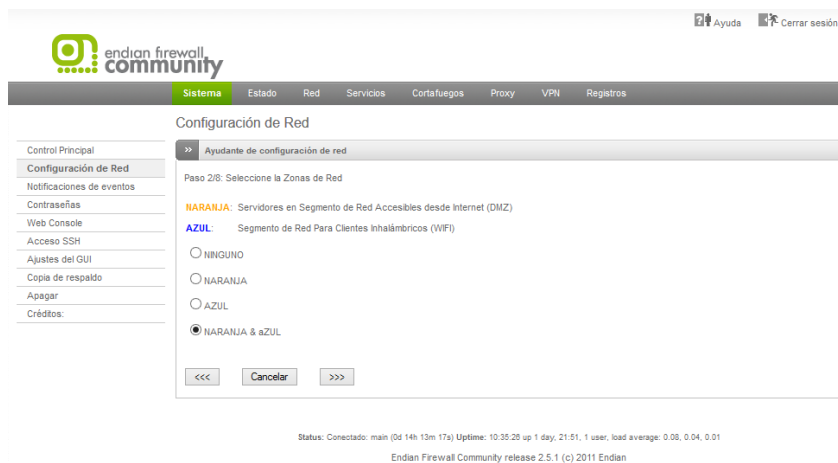 Ayuda Cerrar sesión
endian firewall
community
Sistema Estado Red Servicios Cortafuegos Proxy VPN Registros
Configuración de Red
Control Principal
Configuración de Red
Notificaciones de eventos
Contraseñas
Web Console
Acceso SSH
Ajustes del GUI
Copia de respaldo
Apagar
Créditos:
>> Ayudante de configuración de red
Paso 2/8: Seleccione la Zonas de Red
NARANJA: Servidores en Segmento de Red Accesibles desde Internet (DMZ)
AZUL: Segmento de Red Para Clientes Inhalámbricos (WIFI)
NINGUNO
NARANJA
AZUL
NARANJA & aZUL
<<< Cancelar >>>
Status: Conectado: main (0d 14h 13m 17s) Uptime: 10:35:26 up 1 day, 21:51, 1 user, load average: 0.08, 0.04, 0.01
Endian Firewall Community release 2.5.1 (c) 2011 Endian